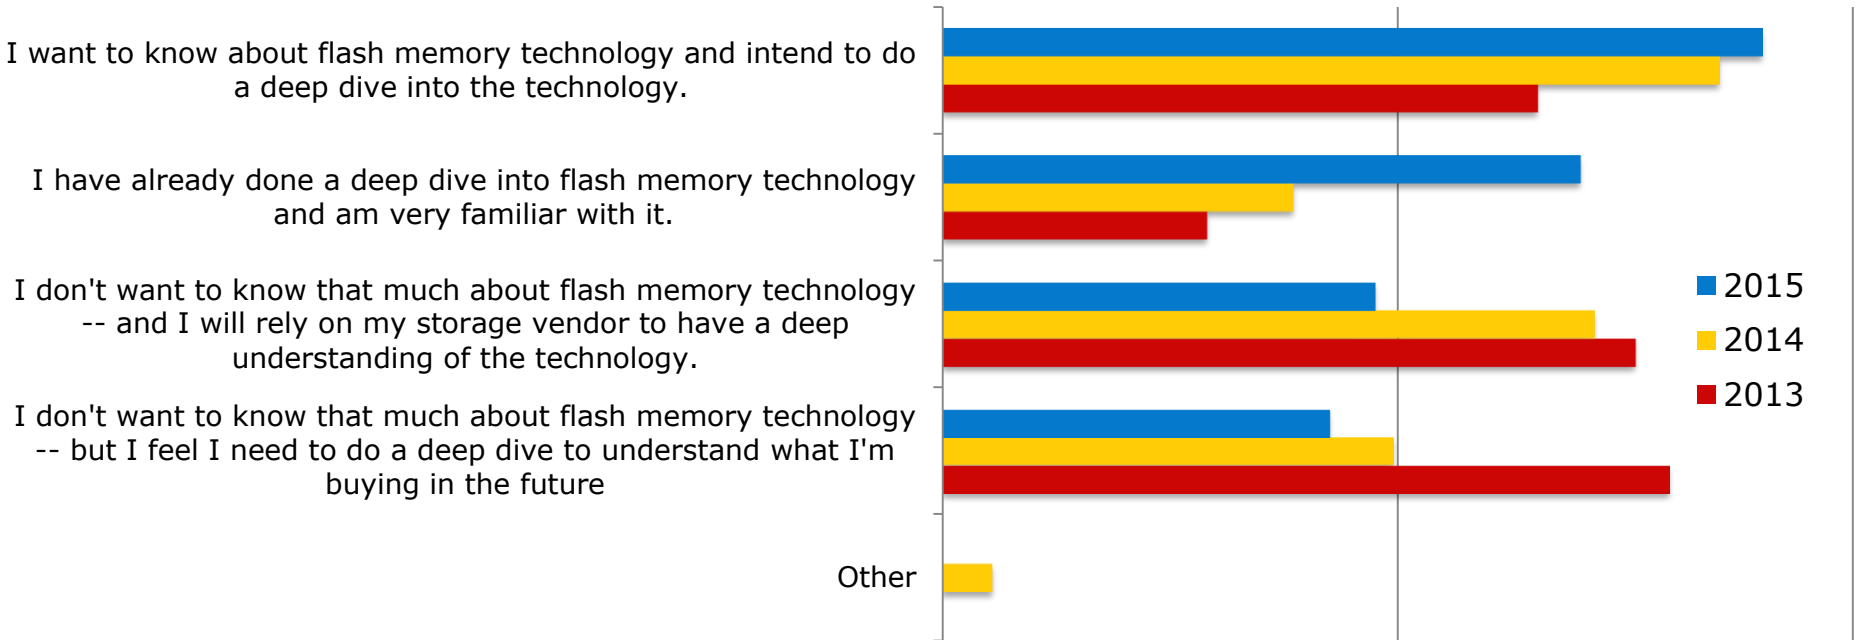 I want to know about flash memory technology and intend to do
a deep dive into the technology.
I have already done a deep dive into flash memory technology
and am very familiar with it.
I don't want to know that much about flash memory technology
-- and I will rely on my storage vendor to have a deep
understanding of the technology.
I don't want to know that much about flash memory technology
-- but I feel I need to do a deep dive to understand what I'm
buying in the future
Other
2015
2014
2013